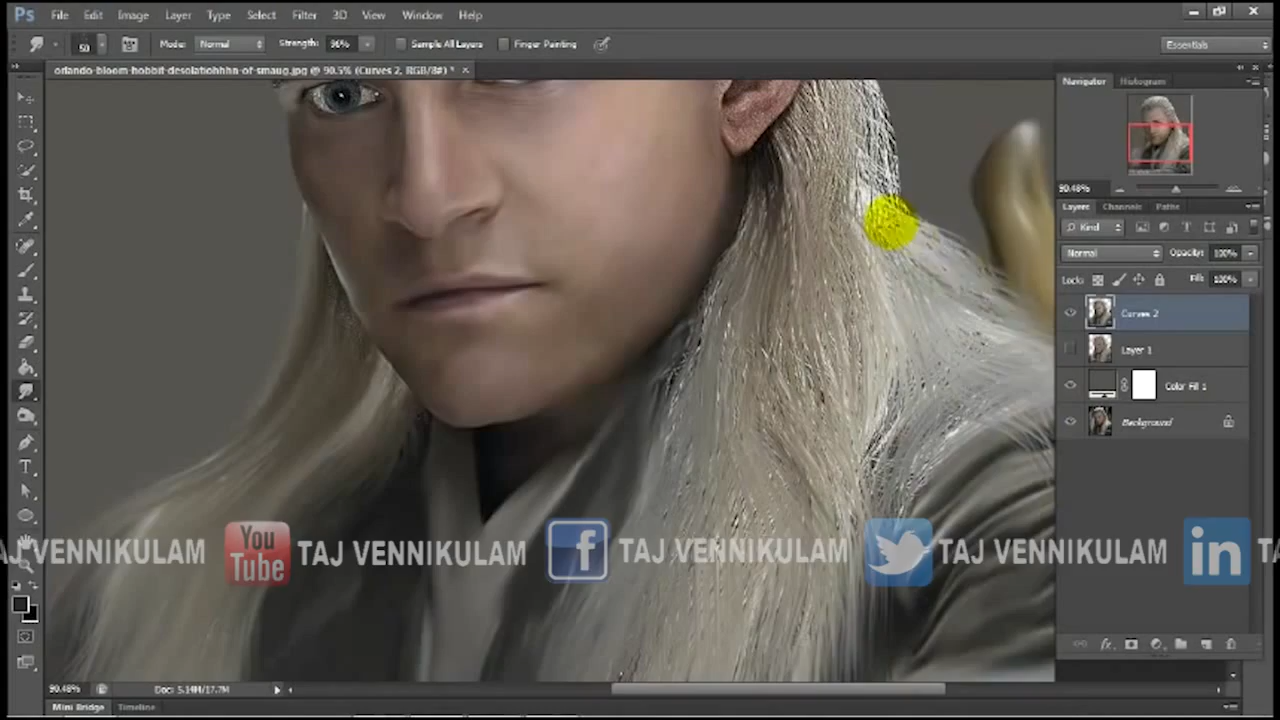 Ps File Edit Image Layer Type Select Filter 3D View Window Help
50 Mode: Normal Strength: 96% Sample All Layers Finger Painting Essentials
orlando-bloom-hobbit-desolatiohhhn-of-smaug.jpg @ 90.5% (Curves 2, RGB/8#) * ×
Navigator Histogram
90.48%
Layers Channels Paths
Kind
Normal Opacity: 100%
Lock: Fill: 100%
Curves 2
Layer 1
Color Fill 1
Background
TAJ VENNIKULAM You Tube TAJ VENNIKULAM f TAJ VENNIKULAM TAJ VENNIKULAM in TA
90.48% Doc: 5.14M/17.7M
Mini Bridge Timeline